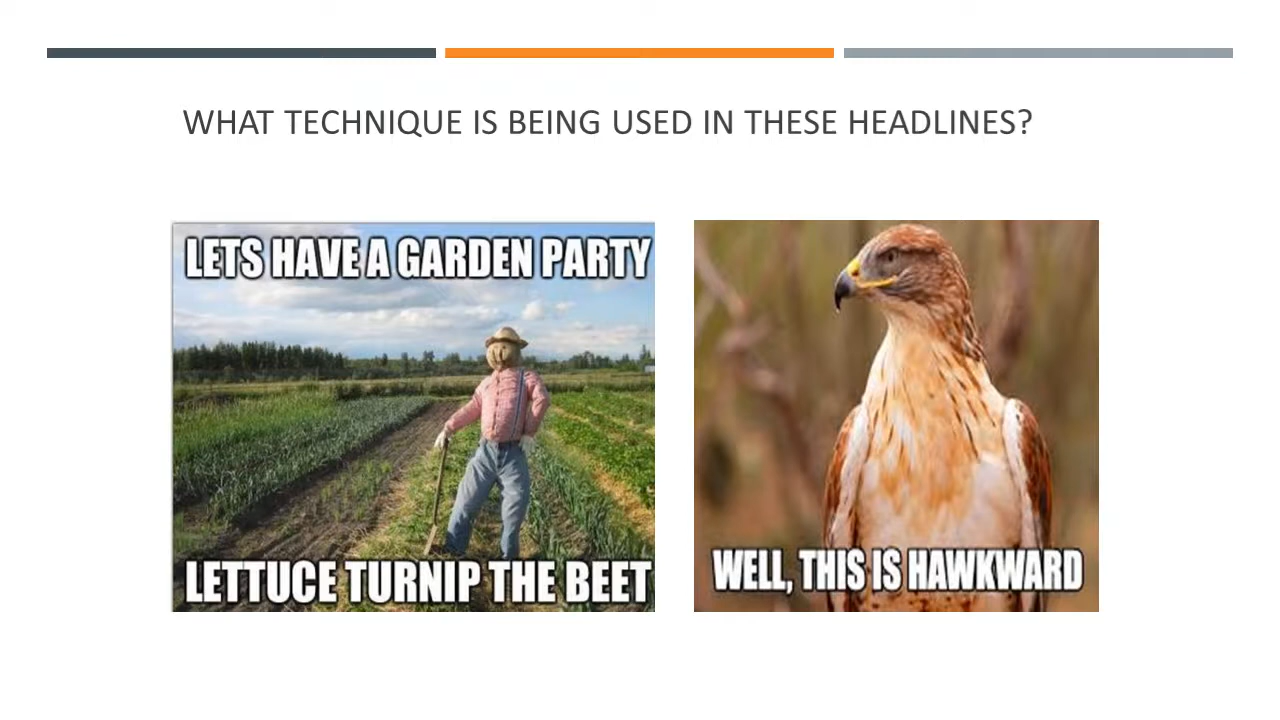 WHAT TECHNIQUE IS BEING USED IN THESE HEADLINES?
LETS HAVE A GARDEN PARTY
LETTUCE TURNIP THE BEET
WELL, THIS IS HAWKWARD